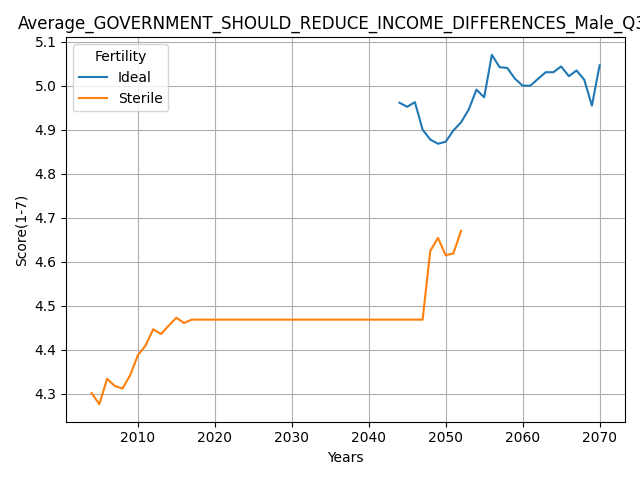 Average_GOVERNMENT_SHOULD_REDUCE_INCOME_DIFFERENCES_Male_Q3
Fertility
Ideal
Sterile
5.1
5.0
4.9
4.8
4.7
4.6
4.5
4.4
4.3
Score(1-7)
2010 2020 2030 2040 2050 2060 2070
Years